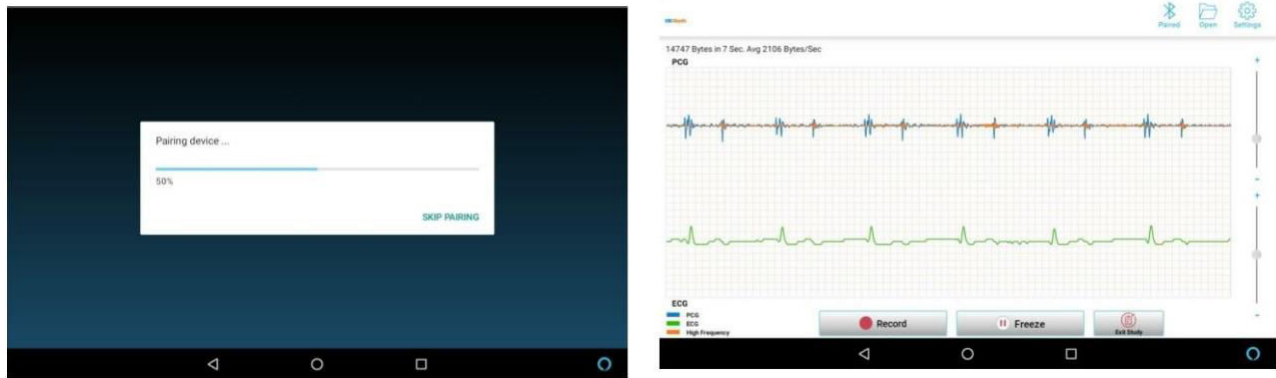 Pairing device ...
50%
SKIP PAIRING
Paired Open Settings
14747 Bytes in 7 Sec. Avg 2106 Bytes/Sec
PCG
ECG
PCG
ECG
High Frequency
Record
Freeze
Exit Study